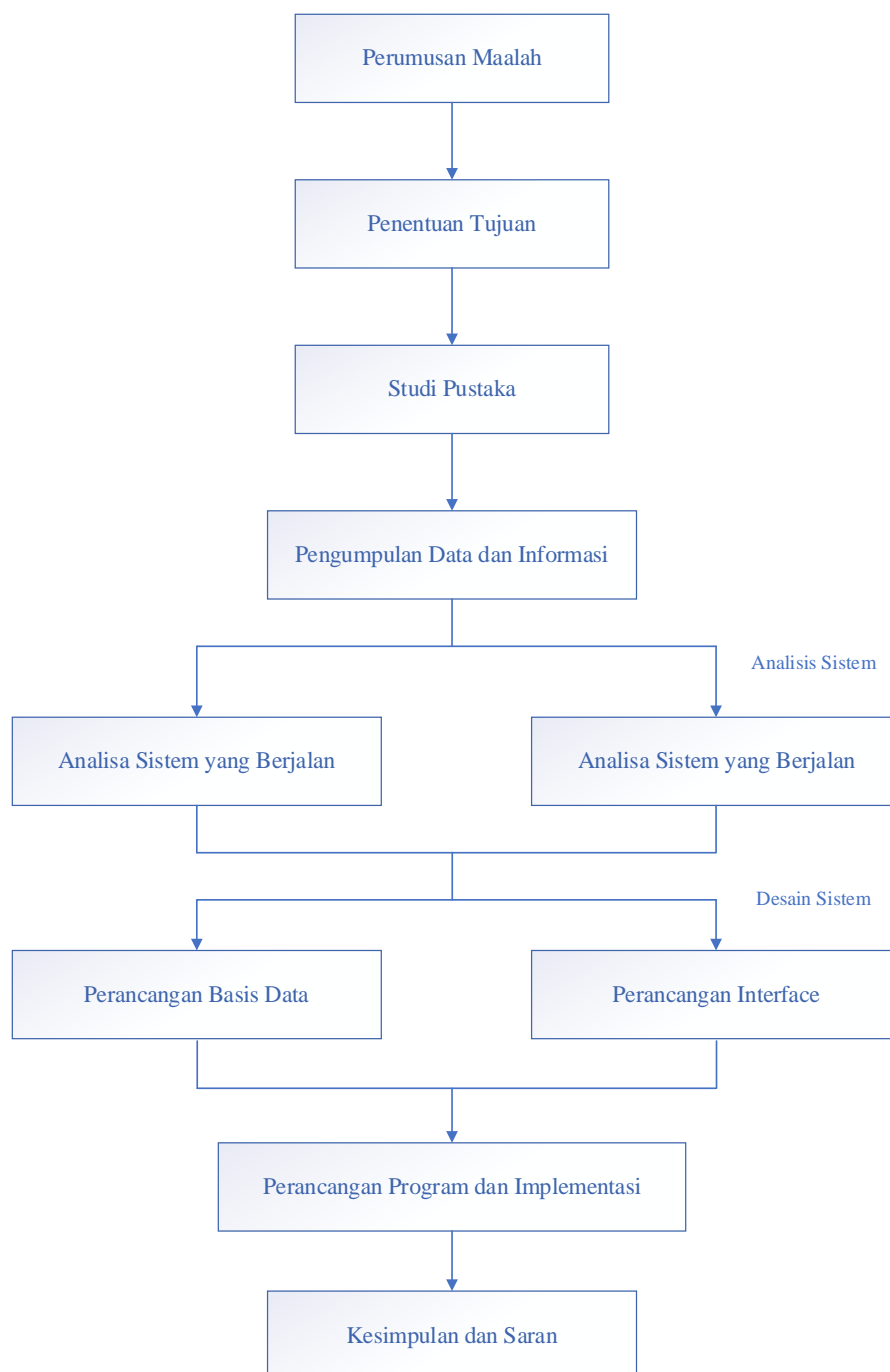 Perumusan Maalah
Penentuan Tujuan
Studi Pustaka
Pengumpulan Data dan Informasi
Analisis Sistem
Analisa Sistem yang Berjalan
Analisa Sistem yang Berjalan
Desain Sistem
Perancangan Basis Data
Perancangan Interface
Perancangan Program dan Implementasi
Kesimpulan dan Saran